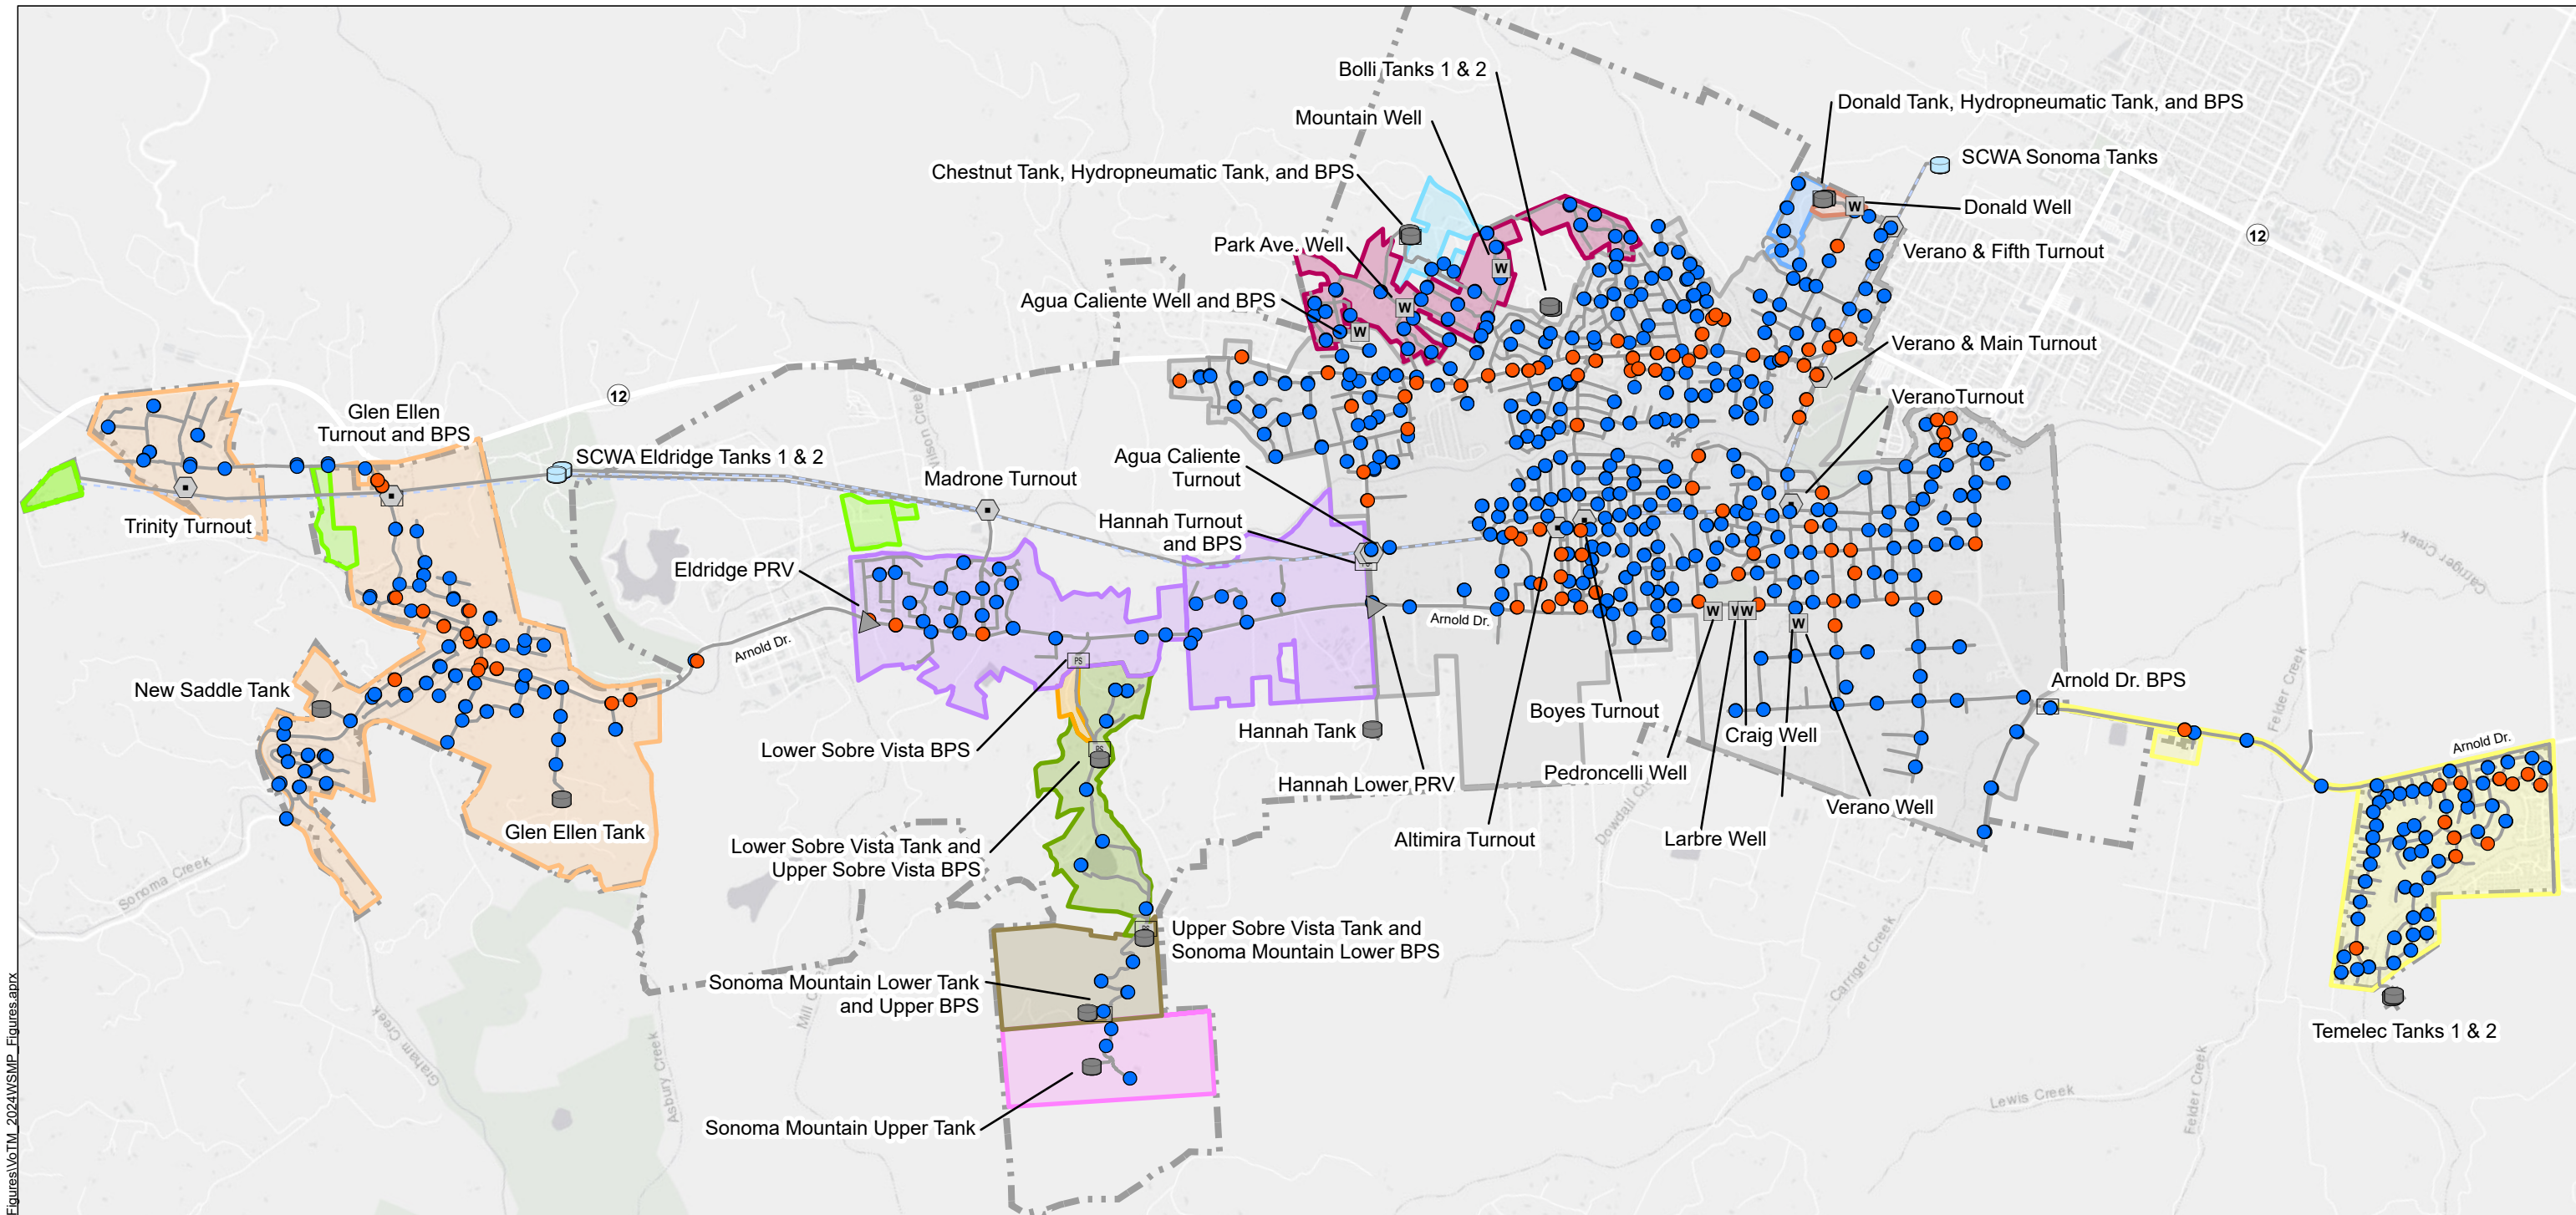 Bolli Tanks 1 & 2
Donald Tank, Hydropneumatic Tank, and BPS
Mountain Well
SCWA Sonoma Tanks
Chestnut Tank, Hydropneumatic Tank, and BPS
Donald Well
12
Park Ave. Well
Verano & Fifth Turnout
W
W
W
W
Agua Caliente Well and BPS
Verano & Main Turnout
12
VeranoTurnout
Glen Ellen
Turnout and BPS
SCWA Eldridge Tanks 1 & 2
Agua Caliente
Turnout
Madrone Turnout
Trinity Turnout
Hannah Turnout
and BPS
Carriger Creek
Eldridge PRV
Arnold Dr.
W
W
W
Arnold Dr.
PS
New Saddle Tank
Arnold Dr. BPS
Felder Creek
Boyes Turnout
Hannah Tank
Craig Well
Lower Sobre Vista BPS
PS
Arnold Dr.
Pedroncelli Well
Hannah Lower PRV
Verano Well
Glen Ellen Tank
Altimira Turnout
Larbre Well
Lower Sobre Vista Tank and
Upper Sobre Vista BPS
Sonoma Creek
Upper Sobre Vista Tank and
Sonoma Mountain Lower BPS
Carriger Creek
Sonoma Mountain Lower Tank
and Upper BPS
Temelec Tanks 1 & 2
Graham Creek
Asbury Creek
Lewis Creek
Felder Creek
Sonoma Mountain Upper Tank
Figures\VoTM_2024WSMP_Figures.aprx